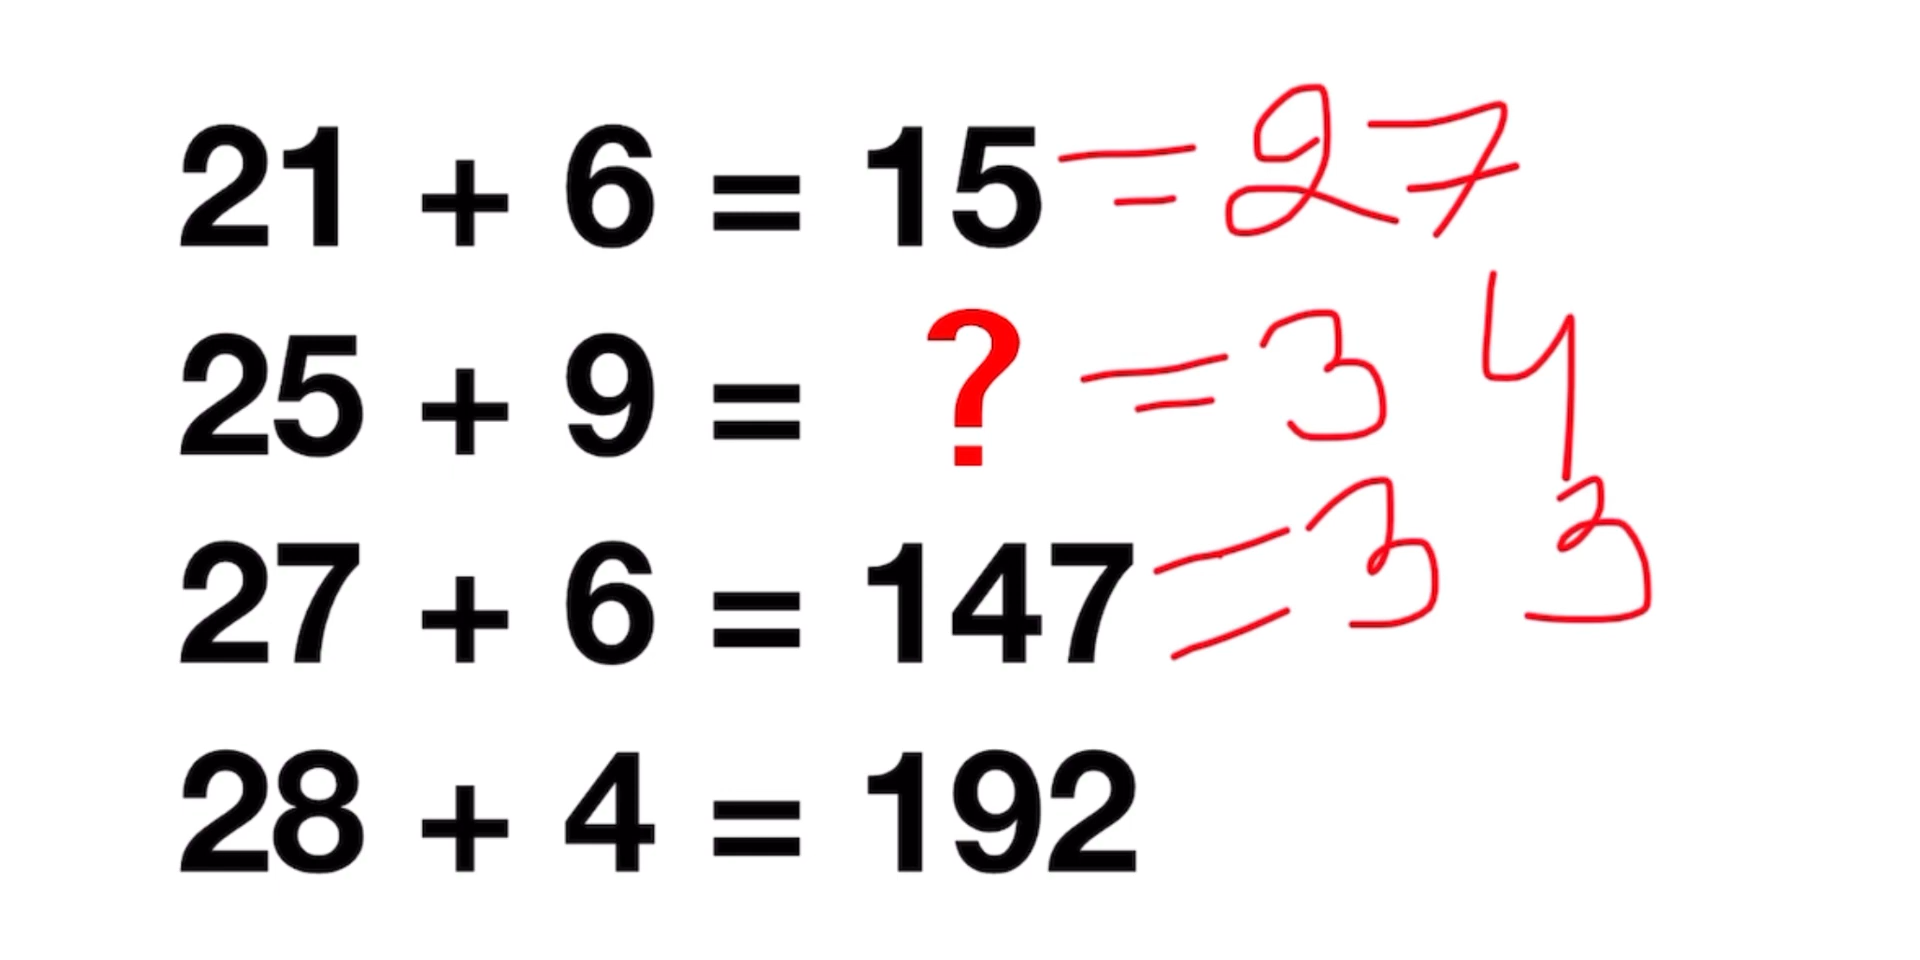 21 + 6 = 15 = 27
25 + 9 = ? = 34
27 + 6 = 147 = 33
28 + 4 = 192